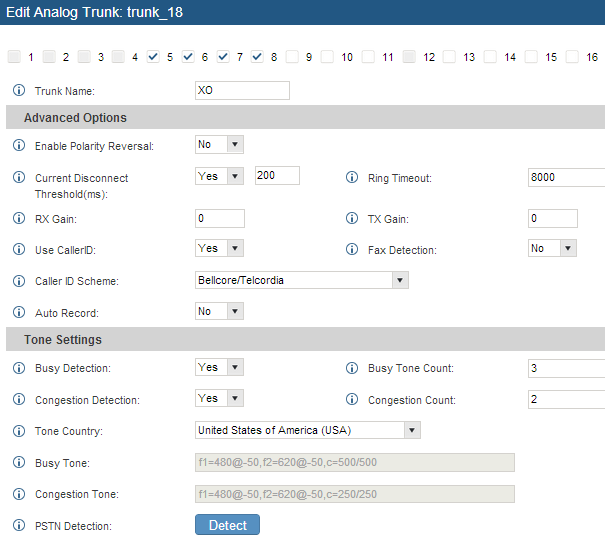 Edit Analog Trunk: trunk_18
1 2 3 4 5 6 7 8 9 10 11 12 13 14 15 16
Trunk Name: XO
Advanced Options
Enable Polarity Reversal: No
Current Disconnect Threshold(ms): Yes 200 Ring Timeout: 8000
RX Gain: 0 TX Gain: 0
Use CallerID: Yes Fax Detection: No
Caller ID Scheme: Bellcore/Telcordia
Auto Record: No
Tone Settings
Busy Detection: Yes Busy Tone Count: 3
Congestion Detection: Yes Congestion Count: 2
Tone Country: United States of America (USA)
Busy Tone: f1=480@-50,f2=620@-50,c=500/500
Congestion Tone: f1=480@-50,f2=620@-50,c=250/250
PSTN Detection: Detect